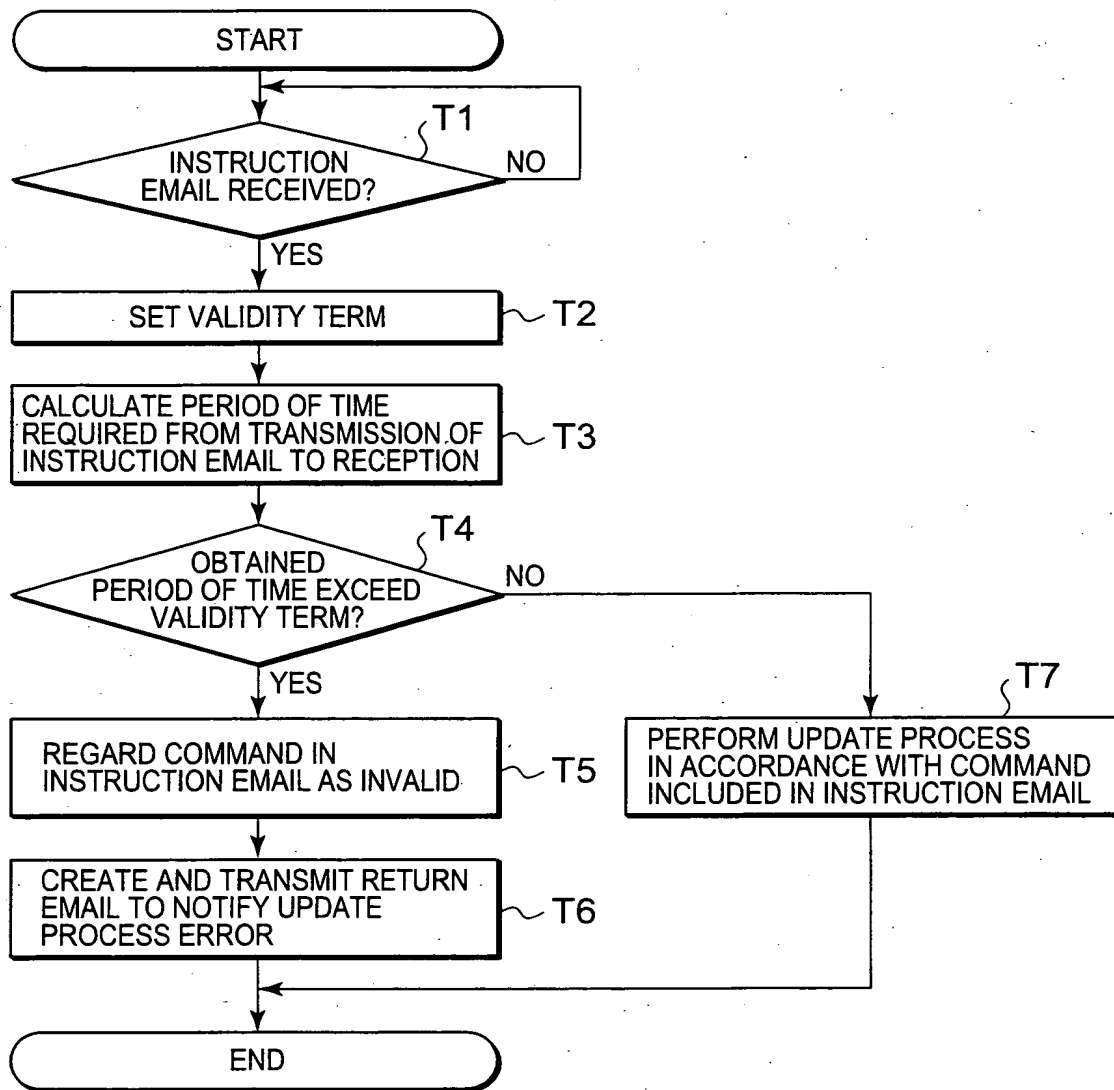 START
T1
INSTRUCTION
EMAIL RECEIVED?
NO
YES
SET VALIDITY TERM
T2
CALCULATE PERIOD OF TIME
REQUIRED FROM TRANSMISSION OF
INSTRUCTION EMAIL TO RECEPTION
T3
T4
OBTAINED
PERIOD OF TIME EXCEED
VALIDITY TERM?
NO
YES
REGARD COMMAND IN
INSTRUCTION EMAIL AS INVALID
T5
T7
PERFORM UPDATE PROCESS
IN ACCORDANCE WITH COMMAND
INCLUDED IN INSTRUCTION EMAIL
CREATE AND TRANSMIT RETURN
EMAIL TO NOTIFY UPDATE
PROCESS ERROR
T6
END